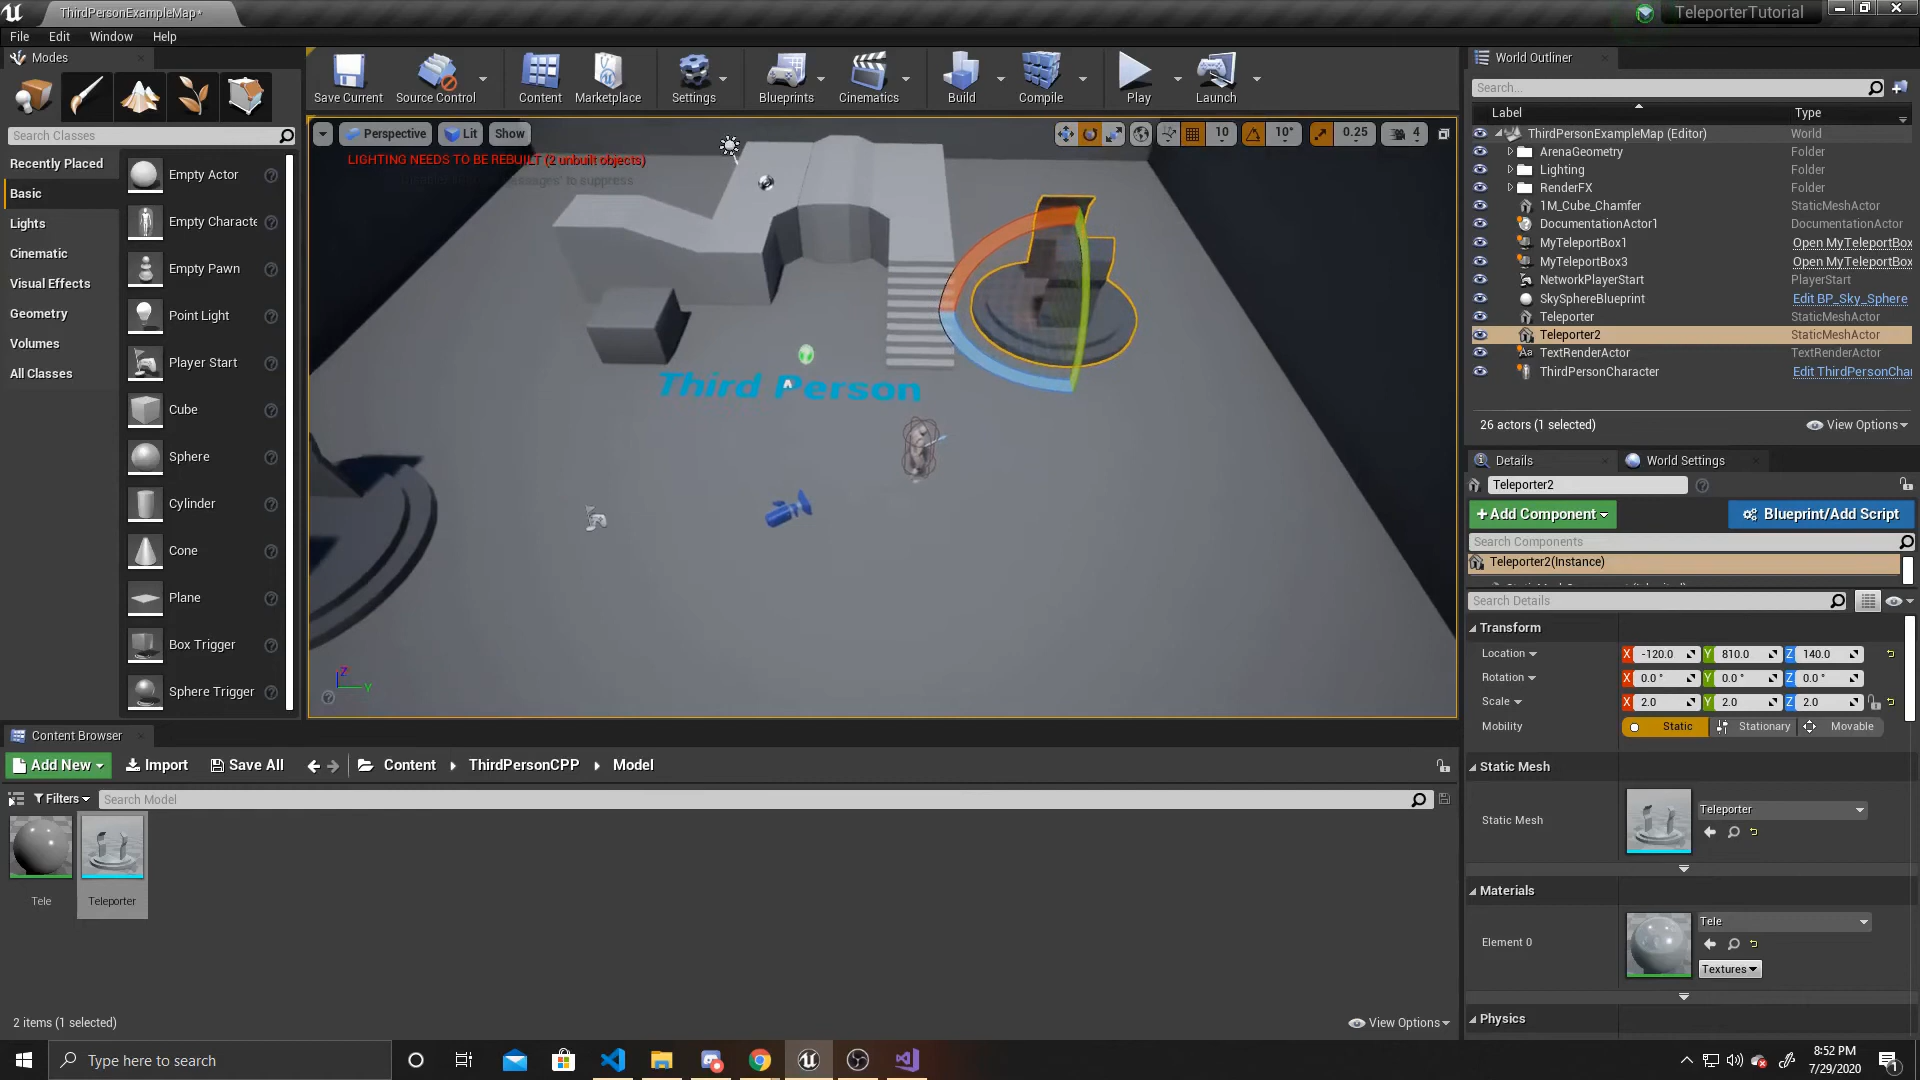 ThirdPersonExampleMap*
TeleporterTutorial
File Edit Window Help
Modes
Search Classes
Recently Placed
Basic
Lights
Cinematic
Visual Effects
Geometry
Volumes
All Classes
Empty Actor
Empty Characte
Empty Pawn
Point Light
Player Start
Cube
Sphere
Cylinder
Cone
Plane
Box Trigger
Sphere Trigger
Save Current
Source Control
Content
Marketplace
Settings
Blueprints
Cinematics
Build
Compile
Play
Launch
Perspective Lit Show
10 10° 0.25 4
LIGHTING NEEDS TO BE REBUILT (2 unbuilt objects)
to suppress
Third Person
Z
Y
World Outliner
Search...
Label Type
ThirdPersonExampleMap (Editor) World
ArenaGeometry Folder
Lighting Folder
RenderFX Folder
1M_Cube_Chamfer StaticMeshActor
DocumentationActor1 DocumentationActor
MyTeleportBox1 Open MyTeleportBox
MyTeleportBox3 Open MyTeleportBox
NetworkPlayerStart PlayerStart
SkySphereBlueprint Edit BP_Sky_Sphere
Teleporter StaticMeshActor
Teleporter2 StaticMeshActor
Aa TextRenderActor TextRenderActor
ThirdPersonCharacter Edit ThirdPersonChar
26 actors (1 selected) View Options
Details World Settings
Teleporter2
+Add Component Blueprint/Add Script
Search Components
Teleporter2(Instance)
Search Details
Transform
Location X -120.0 Y 810.0 Z 140.0
Rotation X 0.0° Y 0.0° Z 0.0°
Scale X 2.0 Y 2.0 Z 2.0
Mobility Static Stationary Movable
Static Mesh
Static Mesh Teleporter
Materials
Element 0 Tele
Textures
Physics
Content Browser
Add New Import Save All Content ThirdPersonCPP Model
Filters Search Model
Tele
Teleporter
2 items (1 selected) View Options
Type here to search
8:52 PM
7/29/2020
1